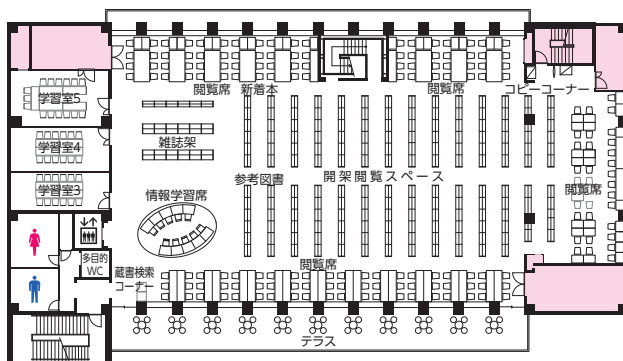 学習室5
閲覧席
新着本
閲覧席
コピーコーナー
雑誌架
学習室4
参考図書
開架閲覧スペース
学習室3
閲覧席
情報学習席
多目的
WC
蔵書検索
コーナー
閲覧席
テラス